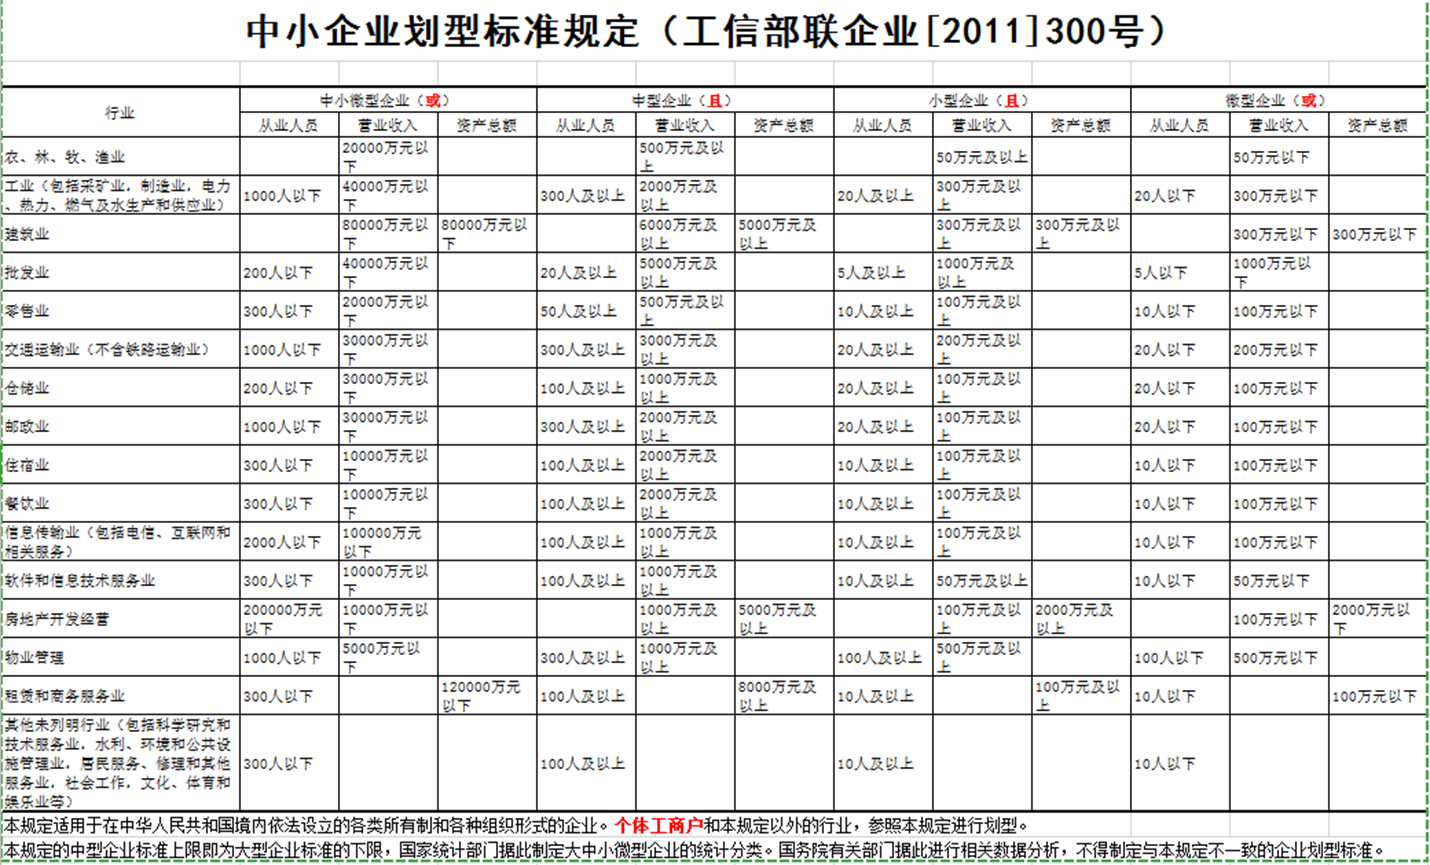 中小企业划型标准规定（工信部联企业[2011]300号）
行业 中小微型企业（或） 中型企业（且） 小型企业（且） 微型企业（或）
从业人员 营业收入 资产总额 从业人员 营业收入 资产总额 从业人员 营业收入 资产总额 从业人员 营业收入 资产总额
农、林、牧、渔业 20000万元以下 500万元及以上 50万元及以上 50万元以下
工业（包括采矿业，制造业，电力、热力、燃气及水生产和供应业） 1000人以下 40000万元以下 300人及以上 2000万元及以上 20人及以上 300万元及以上 20人以下 300万元以下
建筑业 80000万元以下 80000万元以下 6000万元及以上 5000万元及以上 300万元及以上 300万元及以上 300万元以下 300万元以下
批发业 200人以下 40000万元以下 20人及以上 5000万元及以上 5人及以上 1000万元及以上 5人以下 1000万元以下
零售业 300人以下 20000万元以下 50人及以上 500万元及以上 10人及以上 100万元及以上 10人以下 100万元以下
交通运输业（不含铁路运输业） 1000人以下 30000万元以下 300人及以上 3000万元及以上 20人及以上 200万元及以上 20人以下 200万元以下
仓储业 200人以下 30000万元以下 100人及以上 1000万元及以上 20人及以上 100万元及以上 20人以下 100万元以下
邮政业 1000人以下 30000万元以下 300人及以上 2000万元及以上 20人及以上 100万元及以上 20人以下 100万元以下
住宿业 300人以下 10000万元以下 100人及以上 2000万元及以上 10人及以上 100万元及以上 10人以下 100万元以下
餐饮业 300人以下 10000万元以下 100人及以上 2000万元及以上 10人及以上 100万元及以上 10人以下 100万元以下
信息传输业（包括电信、互联网和相关服务） 2000人以下 100000万元以下 100人及以上 1000万元及以上 10人及以上 100万元及以上 10人以下 100万元以下
软件和信息技术服务业 300人以下 10000万元以下 100人及以上 1000万元及以上 10人及以上 50万元及以上 10人以下 50万元以下
房地产开发经营 200000万元以下 10000万元以下 1000万元及以上 5000万元及以上 100万元及以上 2000万元及以上 100万元以下 2000万元以下
物业管理 1000人以下 5000万元以下 300人及以上 1000万元及以上 100人及以上 500万元及以上 100人以下 500万元以下
租赁和商务服务业 300人以下 120000万元以下 100人及以上 8000万元及以上 10人及以上 100万元及以上 10人以下 100万元以下
其他未列明行业（包括科学研究和技术服务业，水利、环境和公共设施管理业，居民服务、修理和其他服务业，社会工作，文化、体育和娱乐业等） 300人以下 100人及以上 10人及以上 10人以下
本规定适用于在中华人民共和国境内依法设立的各类所有制和各种组织形式的企业。个体工商户和本规定以外的行业，参照本规定进行划型。
本规定的中型企业标准上限即为大型企业标准的下限，国家统计部门据此制定大中小微型企业的统计分类。国务院有关部门据此进行相关数据分析，不得制定与本规定不一致的企业划型标准。